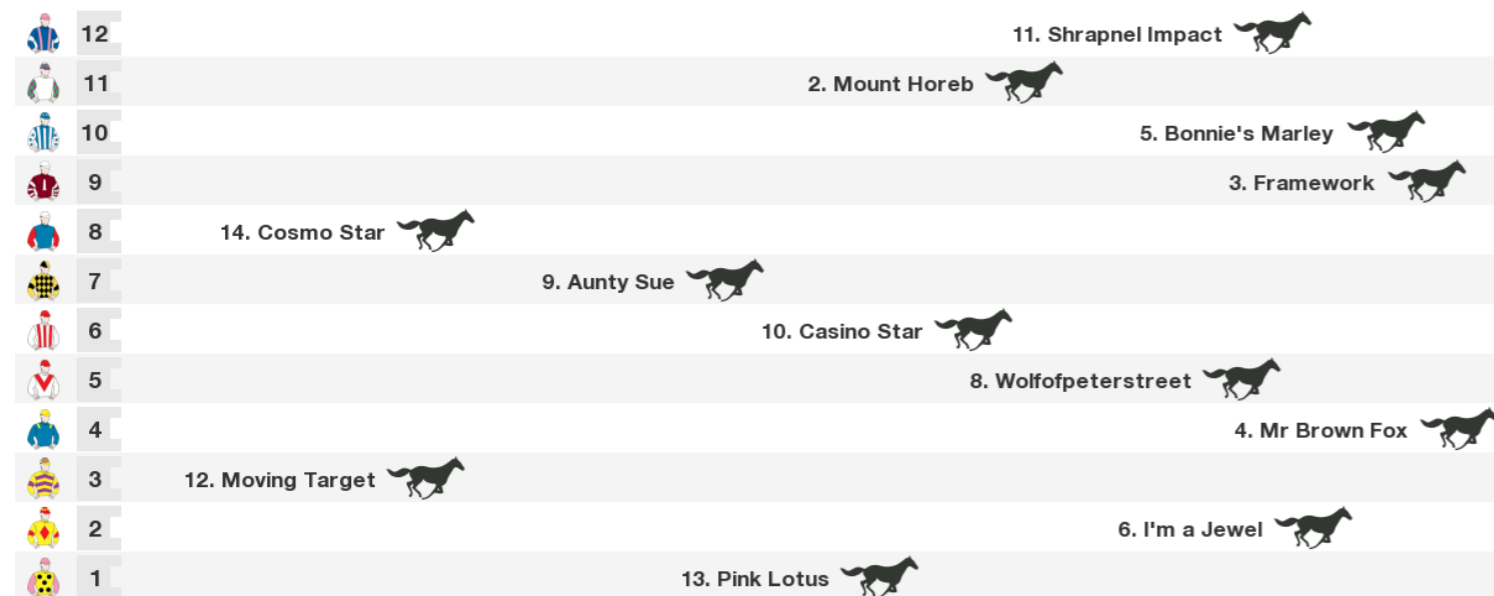 12 11. Shrapnel Impact
11 2. Mount Horeb
10 5. Bonnie's Marley
9 3. Framework
8 14. Cosmo Star
7 9. Aunty Sue
6 10. Casino Star
5 8. Wolfofpeterstreet
4 4. Mr Brown Fox
3 12. Moving Target
2 6. I'm a Jewel
1 13. Pink Lotus